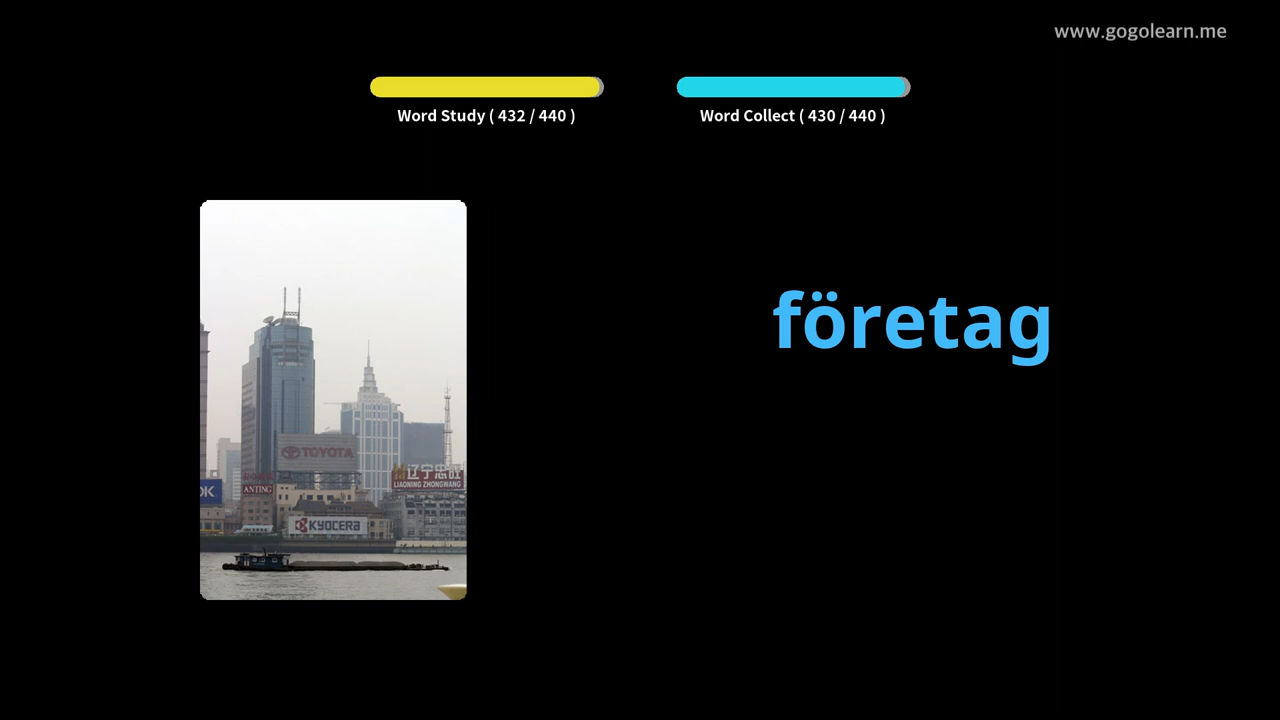 www.gogolearn.me
Word Study ( 432 / 440 )
Word Collect ( 430 / 440 )
företag
TOYOTA
辽宁忠旺
LIAONING ZHONGWANG
OK
ANTING
KYOCERA